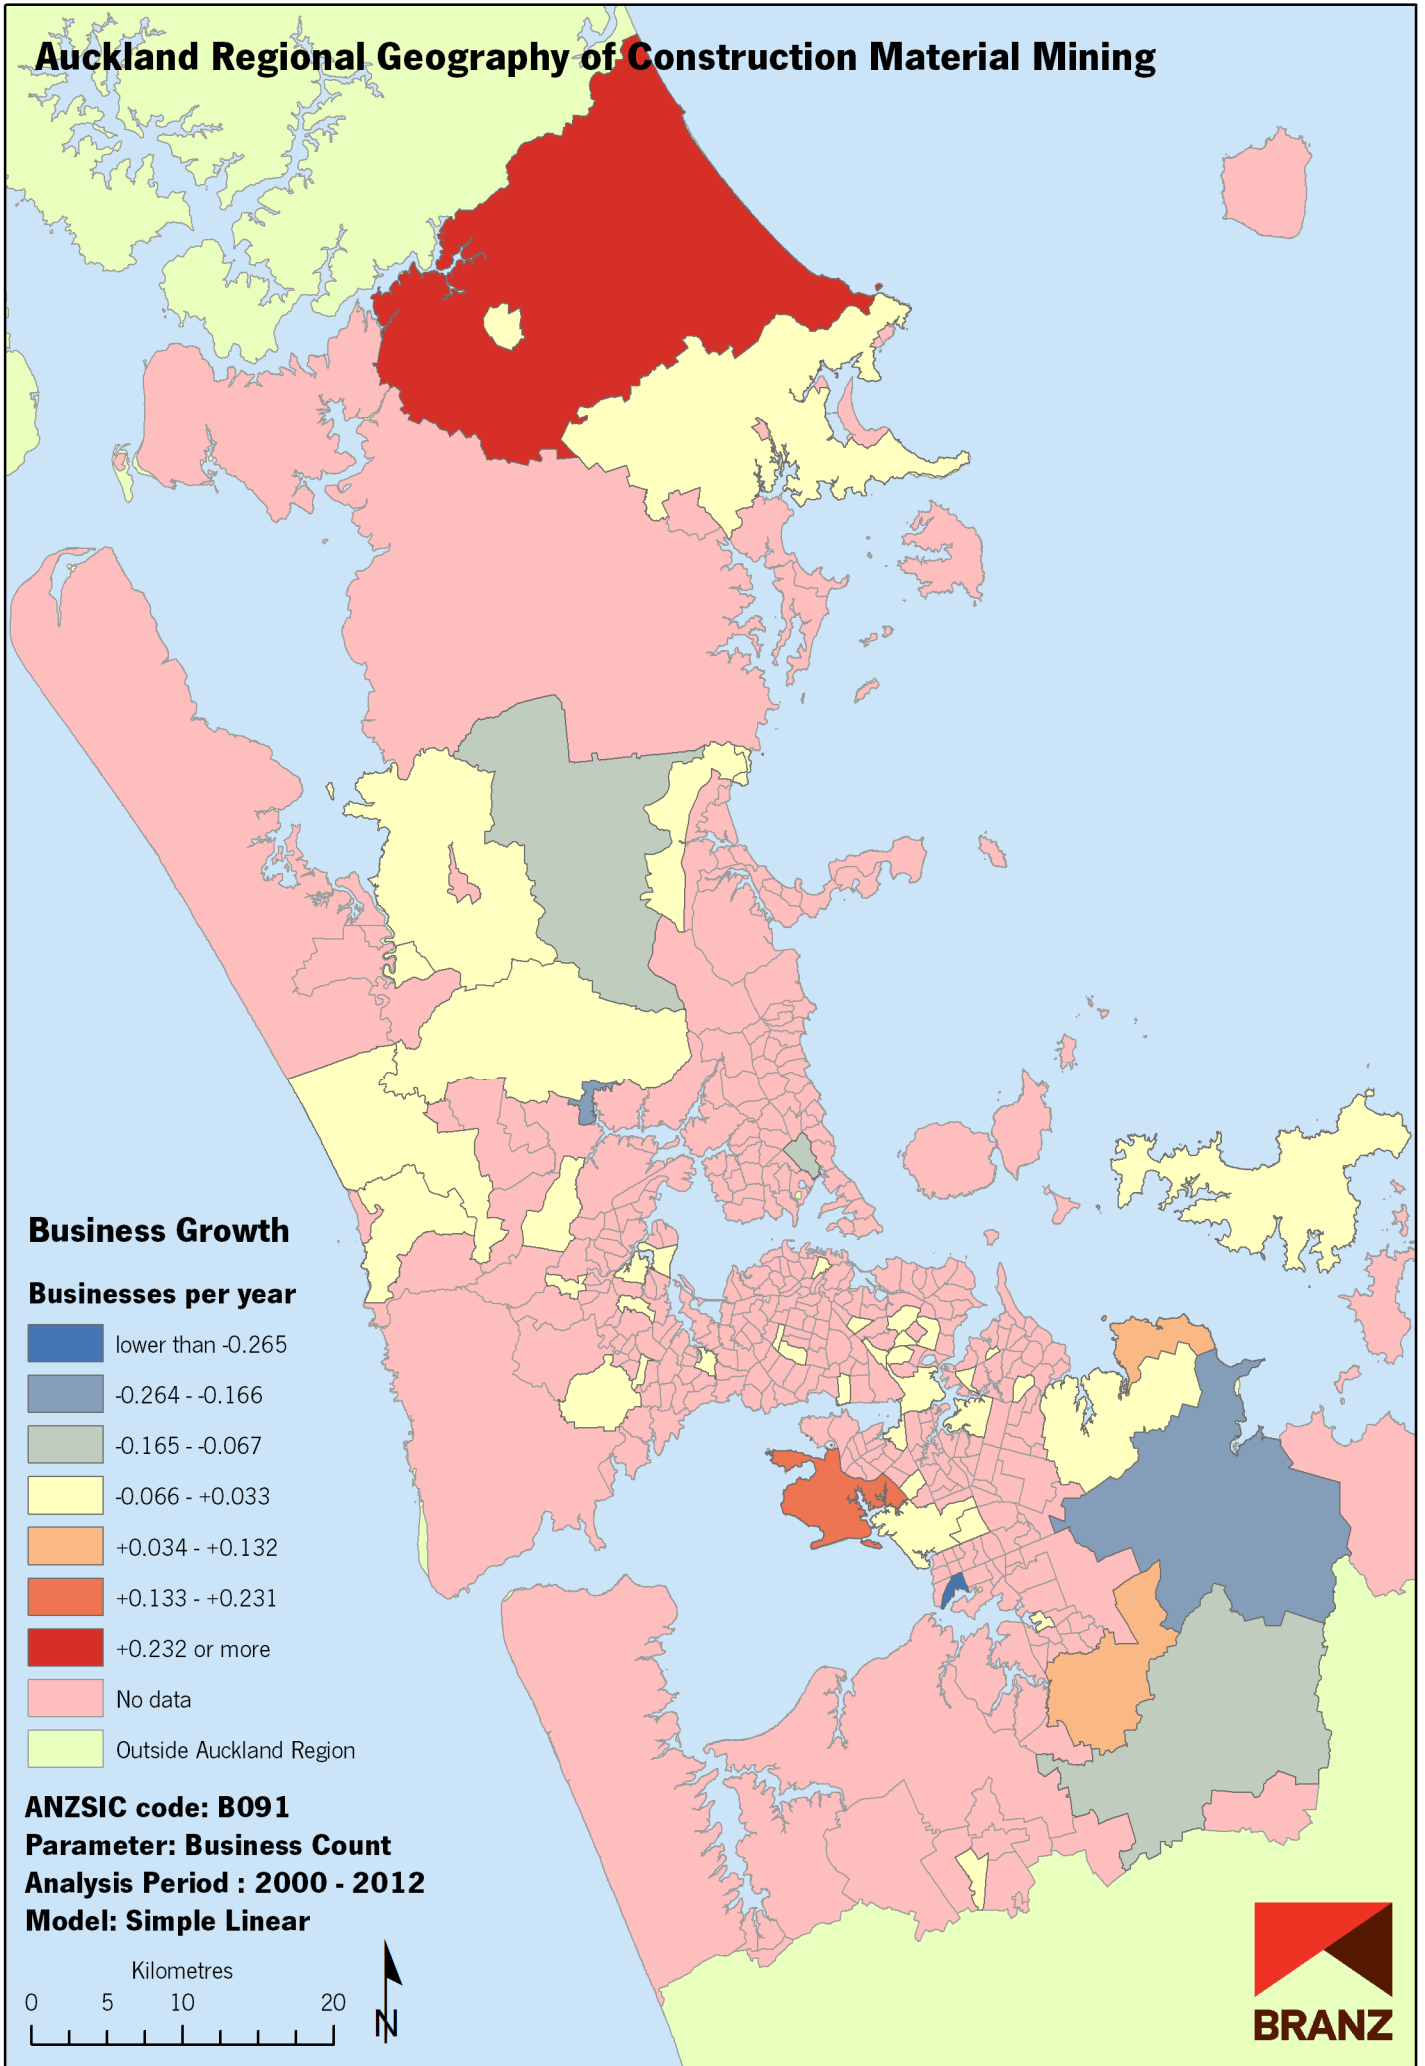 Auckland Regional Geography of Construction Material Mining
Business Growth
Businesses per year
lower than -0.265
-0.264 - -0.166
-0.165 - -0.067
-0.066 - +0.033
+0.034 - +0.132
+0.133 - +0.231
+0.232 or more
No data
Outside Auckland Region
ANZSIC code: B091
Parameter: Business Count
Analysis Period : 2000 - 2012
Model: Simple Linear
Kilometres
0 5 10 20
N
BRANZ